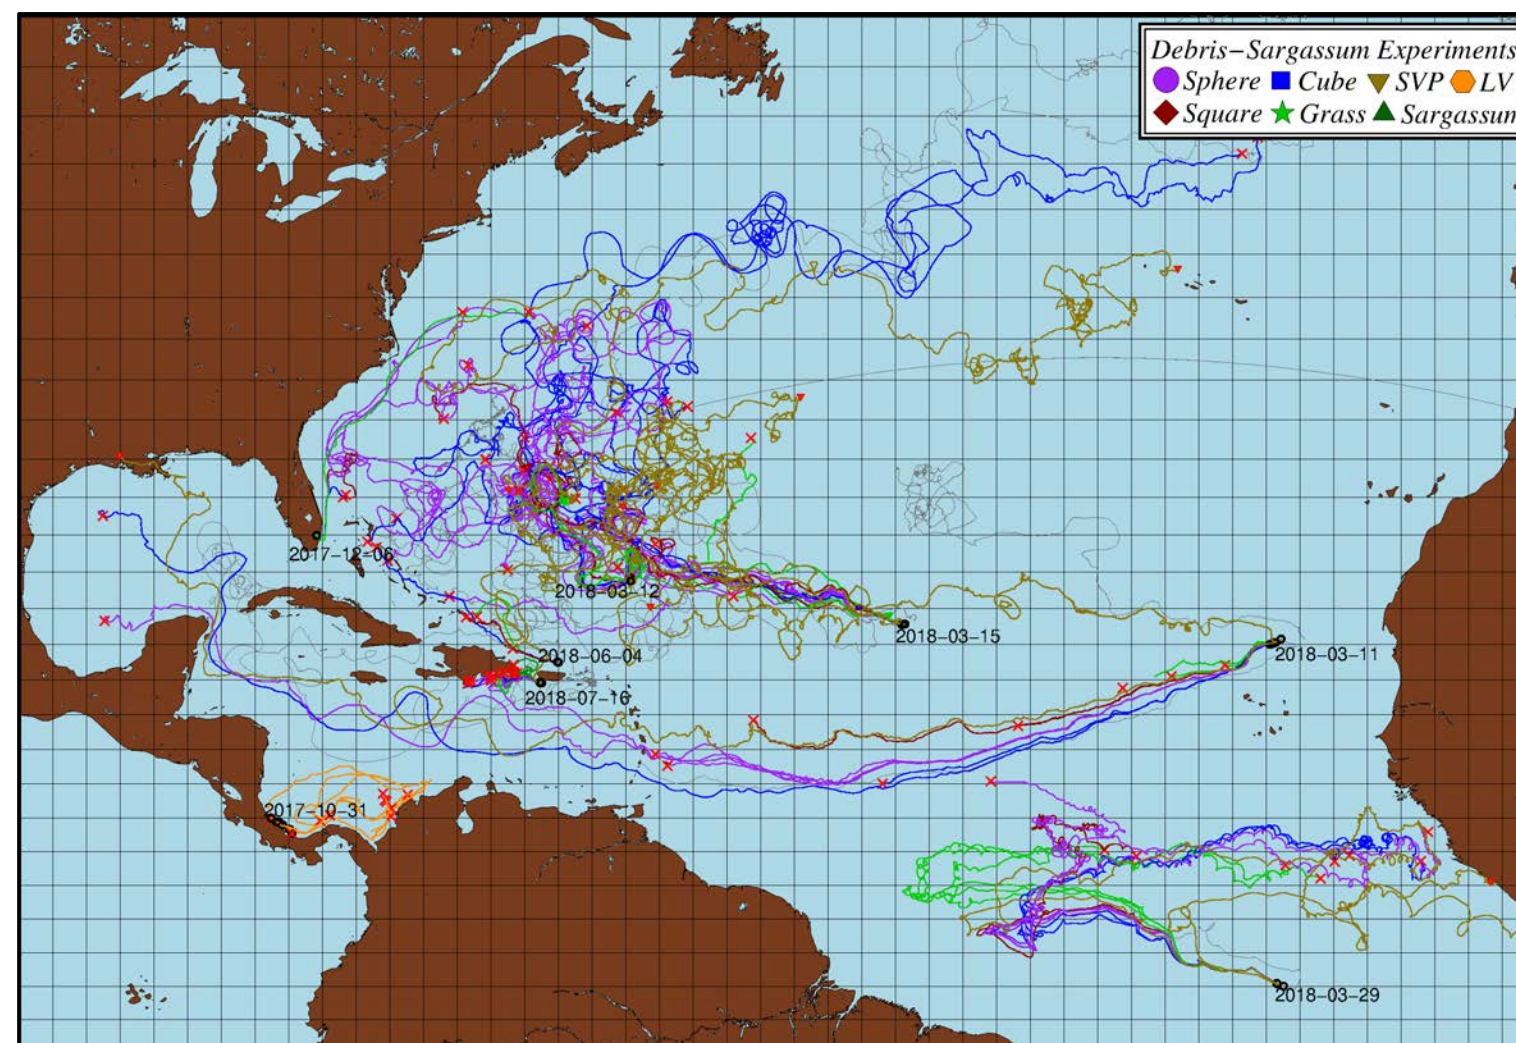 Debris-Sargassum Experiments
Sphere Cube SVP LV
Square Grass Sargassum
2017-12-06
2018-03-12
2018-03-15
2018-06-04
2018-03-11
2018-07-16
2017-10-31
2018-03-29